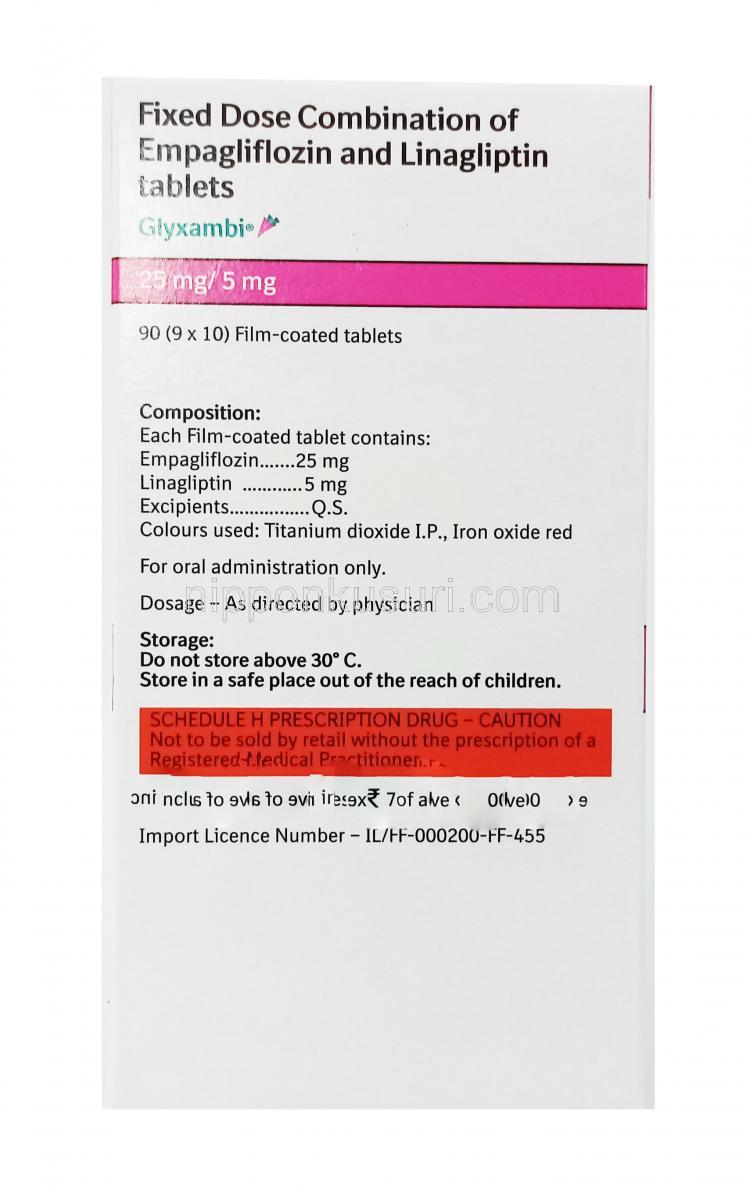 Fixed Dose Combination of
Empagliflozin and Linagliptin
tablets
Glyxambi®
25 mg/ 5 mg
90 (9 x 10) Film-coated tablets
Composition:
Each Film-coated tablet contains:
Empagliflozin.......25 mg
Linagliptin ............5 mg
Excipients................Q.S.
Colours used: Titanium dioxide I.P., Iron oxide red
For oral administration only.
nipponkusuri.com
Dosage – As directed by physician
Storage:
Do not store above 30° C.
Store in a safe place out of the reach of children.
SCHEDULE H PRESCRIPTION DRUG – CAUTION
Not to be sold by retail without the prescription of a
Registered Medical Practitioner.
Import Licence Number – IL/FF-000200-FF-455